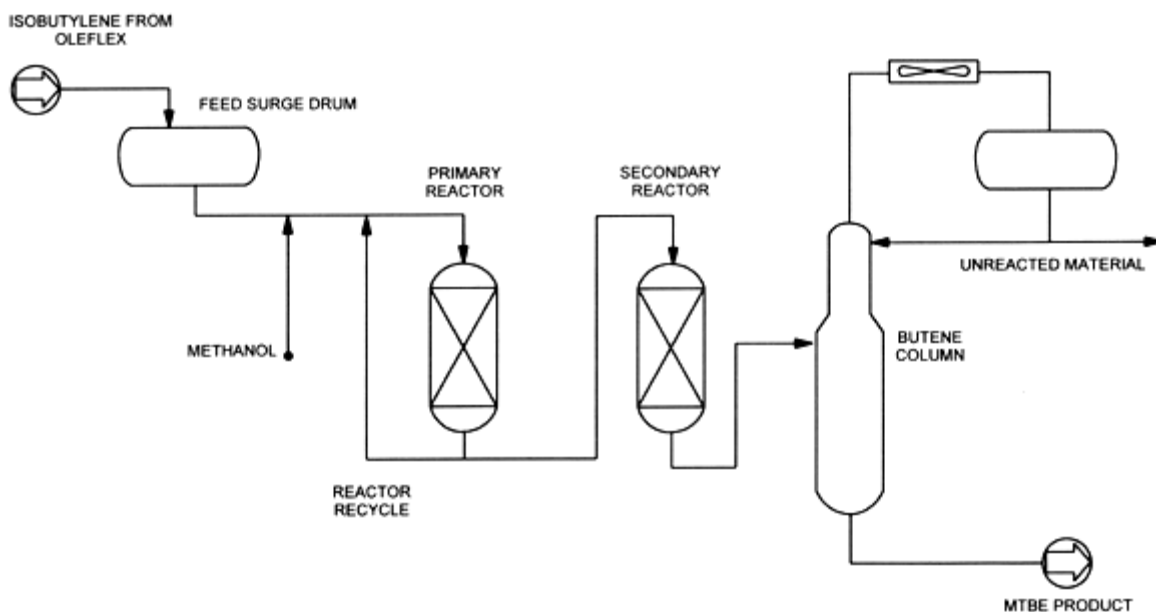 ISOBUTYLENE FROM
OLEFLEX
FEED SURGE DRUM
PRIMARY
REACTOR
SECONDARY
REACTOR
UNREACTED MATERIAL
METHANOL
BUTENE
COLUMN
REACTOR
RECYCLE
MTBE PRODUCT